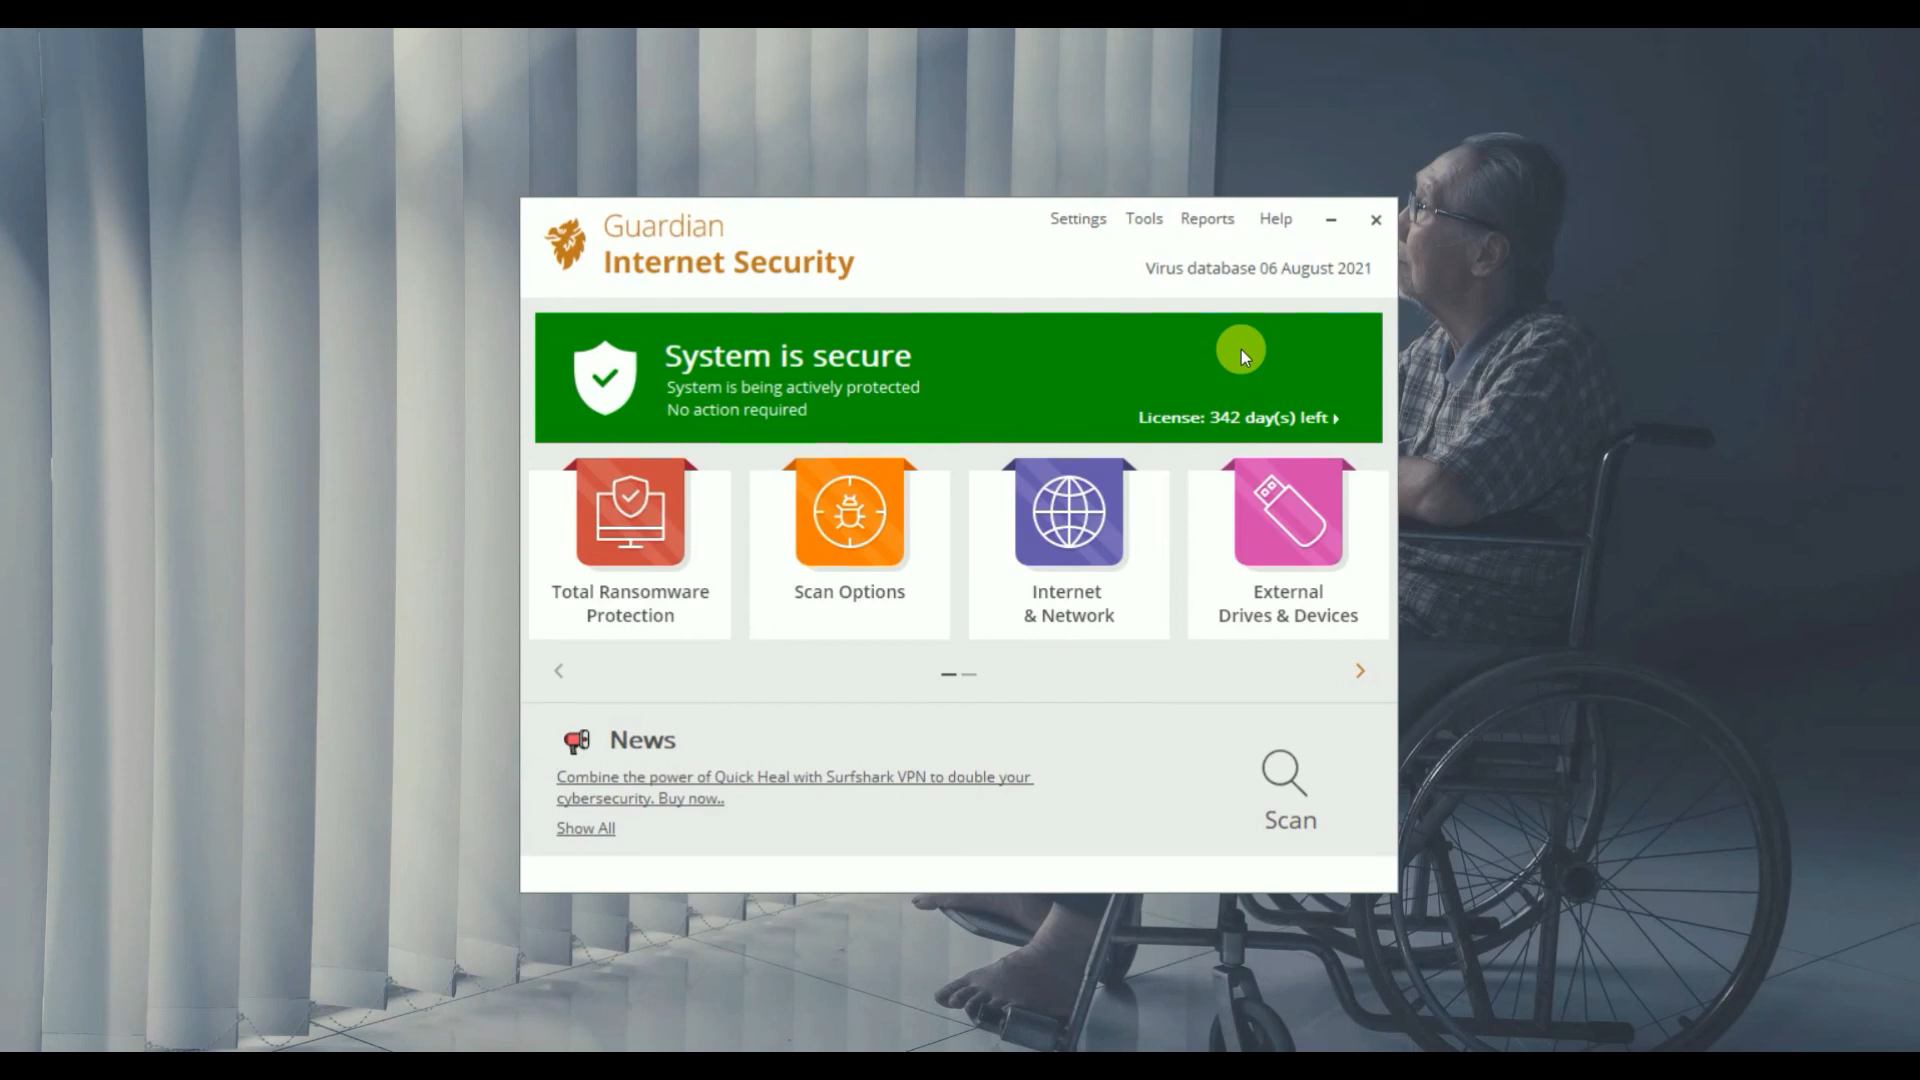 Guardian
Internet Security
Settings Tools Reports Help
Virus database 06 August 2021
System is secure
System is being actively protected
No action required
License: 342 day(s) left
Total Ransomware
Protection
Scan Options
Internet
& Network
External
Drives & Devices
News
Combine the power of Quick Heal with Surfshark VPN to double your
cybersecurity. Buy now..
Show All
Scan